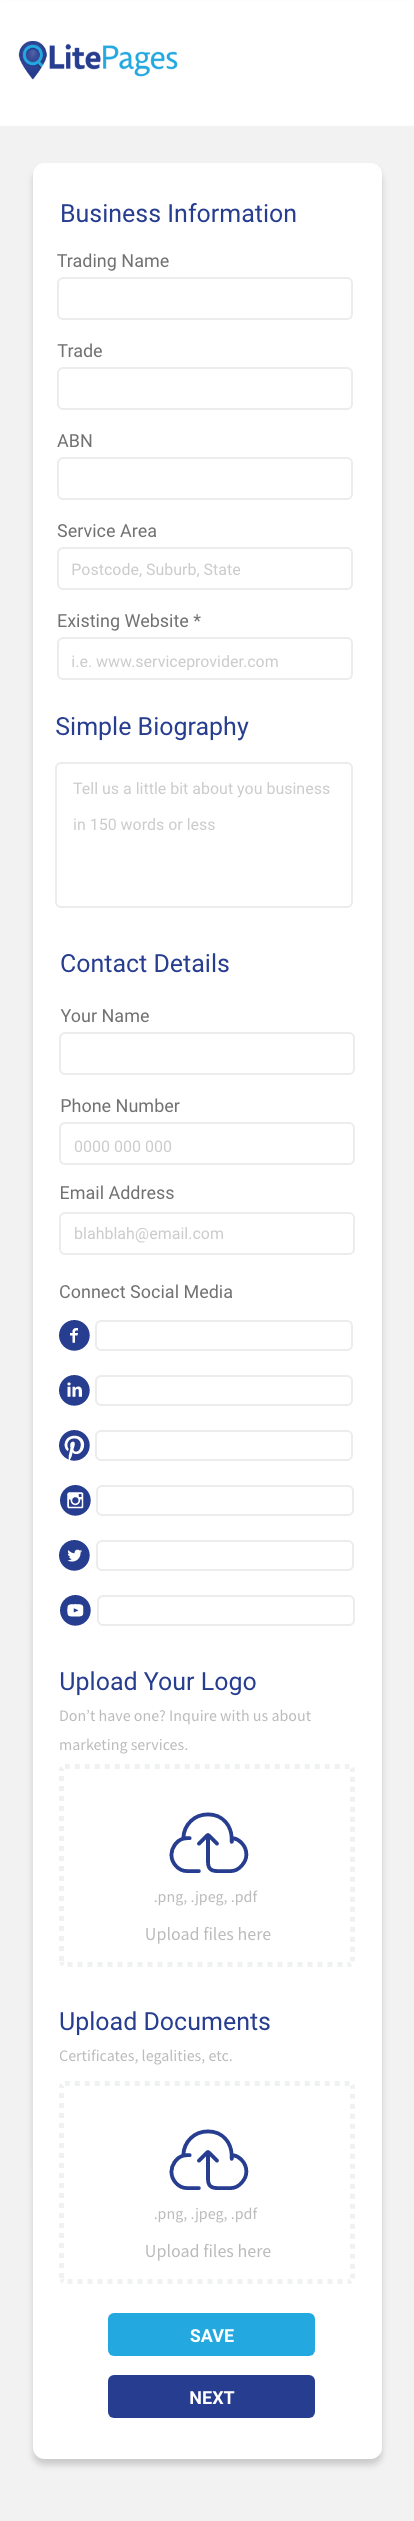 LitePages
Business Information
Trading Name
Trade
ABN
Service Area
Postcode, Suburb, State
Existing Website *
i.e. www.serviceprovider.com
Simple Biography
Tell us a little bit about you business
in 150 words or less
Contact Details
Your Name
Phone Number
0000 000 000
Email Address
blahblah@email.com
Connect Social Media
f
in
Upload Your Logo
Don't have one? Inquire with us about
marketing services.
.png, .jpeg, .pdf
Upload files here
Upload Documents
Certificates, legalities, etc.
.png, .jpeg, .pdf
Upload files here
SAVE
NEXT